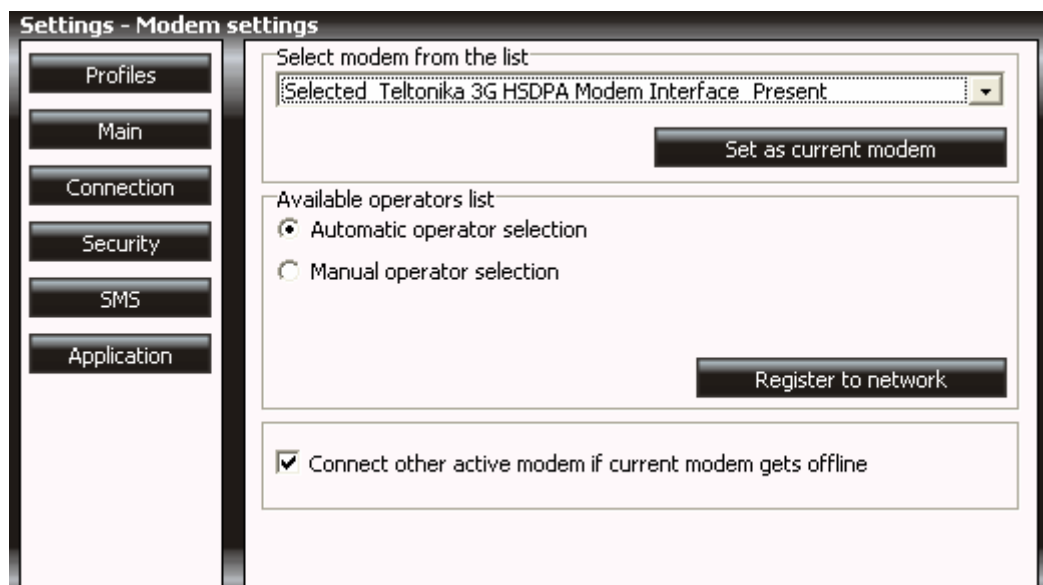 Settings - Modem settings
Profiles
Main
Connection
Security
SMS
Application
Select modem from the list
Selected Teltonika 3G HSDPA Modem Interface Present
Set as current modem
Available operators list
Automatic operator selection
Manual operator selection
Register to network
Connect other active modem if current modem gets offline